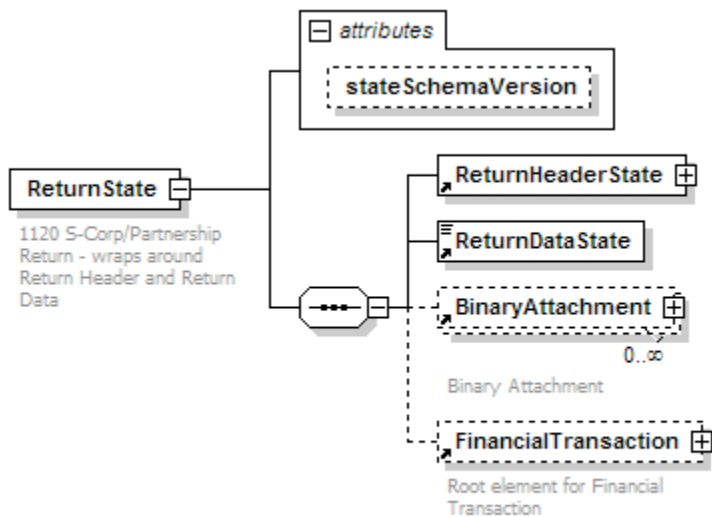 attributes
stateSchemaVersion
ReturnState
1120 S-Corp/Partnership
Return - wraps around
Return Header and Return
Data
ReturnHeaderState
ReturnDataState
BinaryAttachment
0..∞
Binary Attachment
FinancialTransaction
Root element for Financial
Transaction